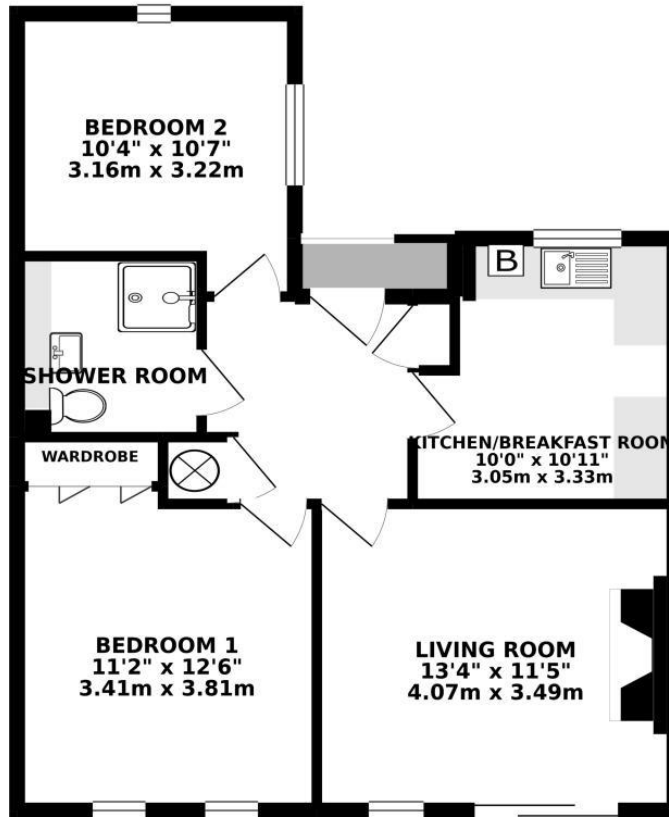 BEDROOM 2
10'4" x 10'7"
3.16m x 3.22m
B
SHOWER ROOM
KITCHEN/BREAKFAST ROOM
10'0" x 10'11"
3.05m x 3.33m
WARDROBE
BEDROOM 1
11'2" x 12'6"
3.41m x 3.81m
LIVING ROOM
13'4" x 11'5"
4.07m x 3.49m